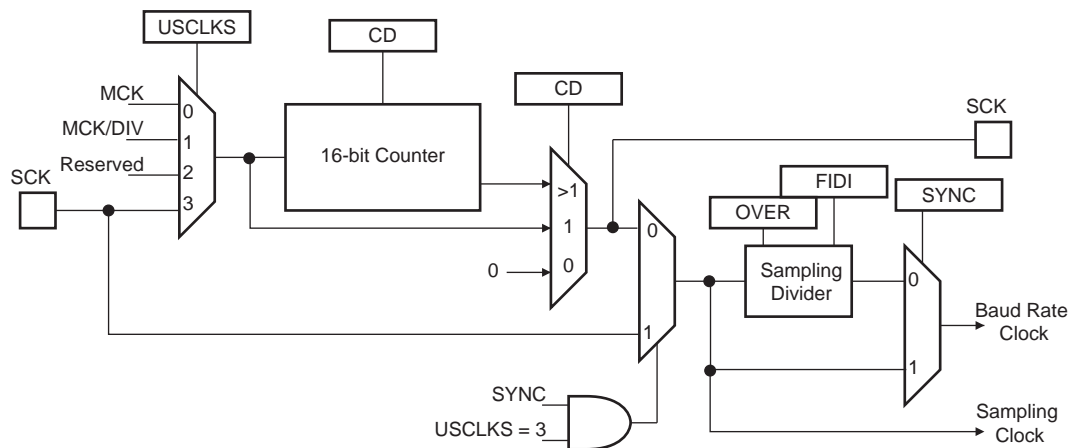 USCLKS
CD
CD
SCK
MCK
0
MCK/DIV
1
Reserved
2
SCK
3
16-bit Counter
>1
1
0
0
FIDI
OVER
SYNC
0
Sampling
Divider
0
Baud Rate
Clock
1
1
SYNC
USCLKS = 3
Sampling
Clock